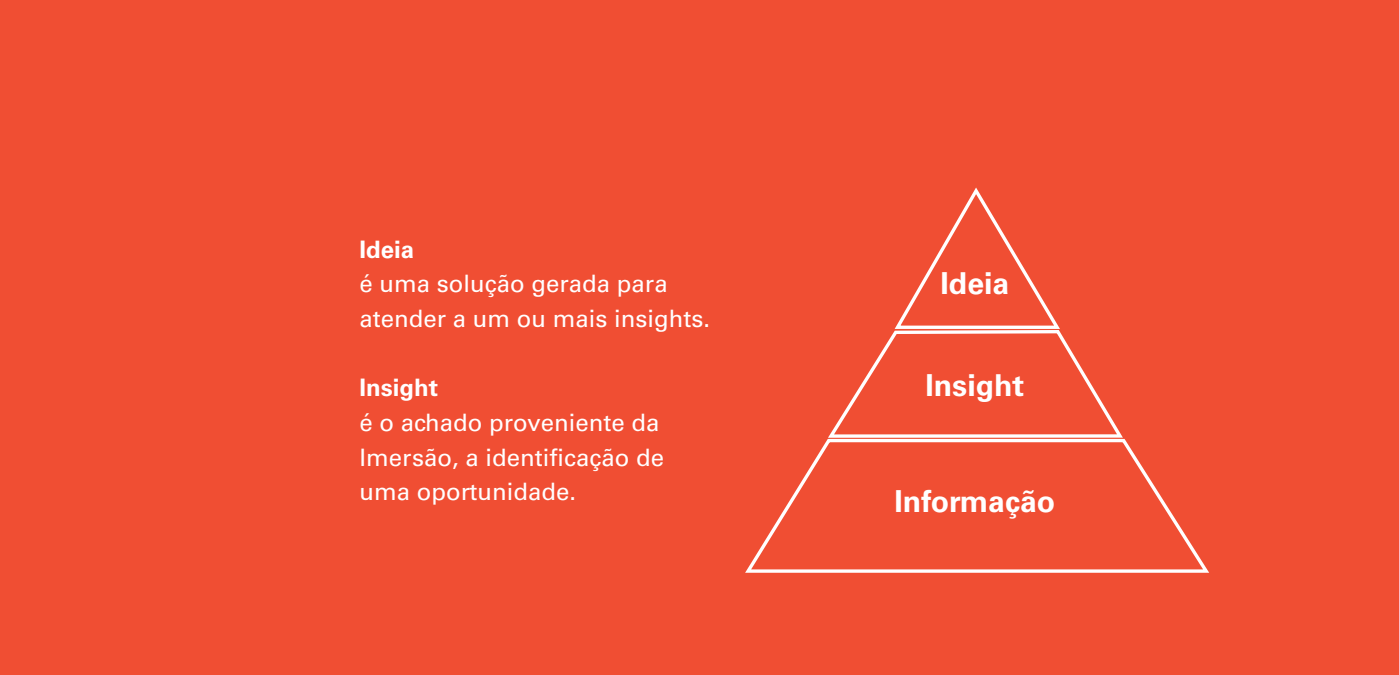 Ideia
é uma solução gerada para
atender a um ou mais insights.
Insight
é o achado proveniente da
Imersão, a identificação de
uma oportunidade.
Ideia
Insight
Informação